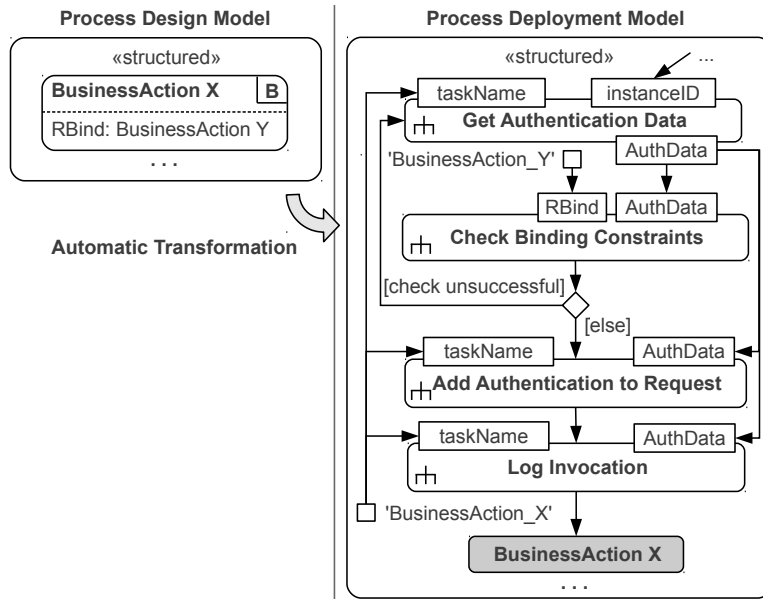 Process Design Model
«structured»
BusinessAction X
B
RBind: BusinessAction Y
. . .
Automatic Transformation
Process Deployment Model
«structured»
...
taskName
instanceID
Get Authentication Data
AuthData
'BusinessAction_Y'
RBind
AuthData
Check Binding Constraints
[check unsuccessful]
[else]
taskName
AuthData
Add Authentication to Request
taskName
AuthData
Log Invocation
'BusinessAction_X'
BusinessAction X
. . .